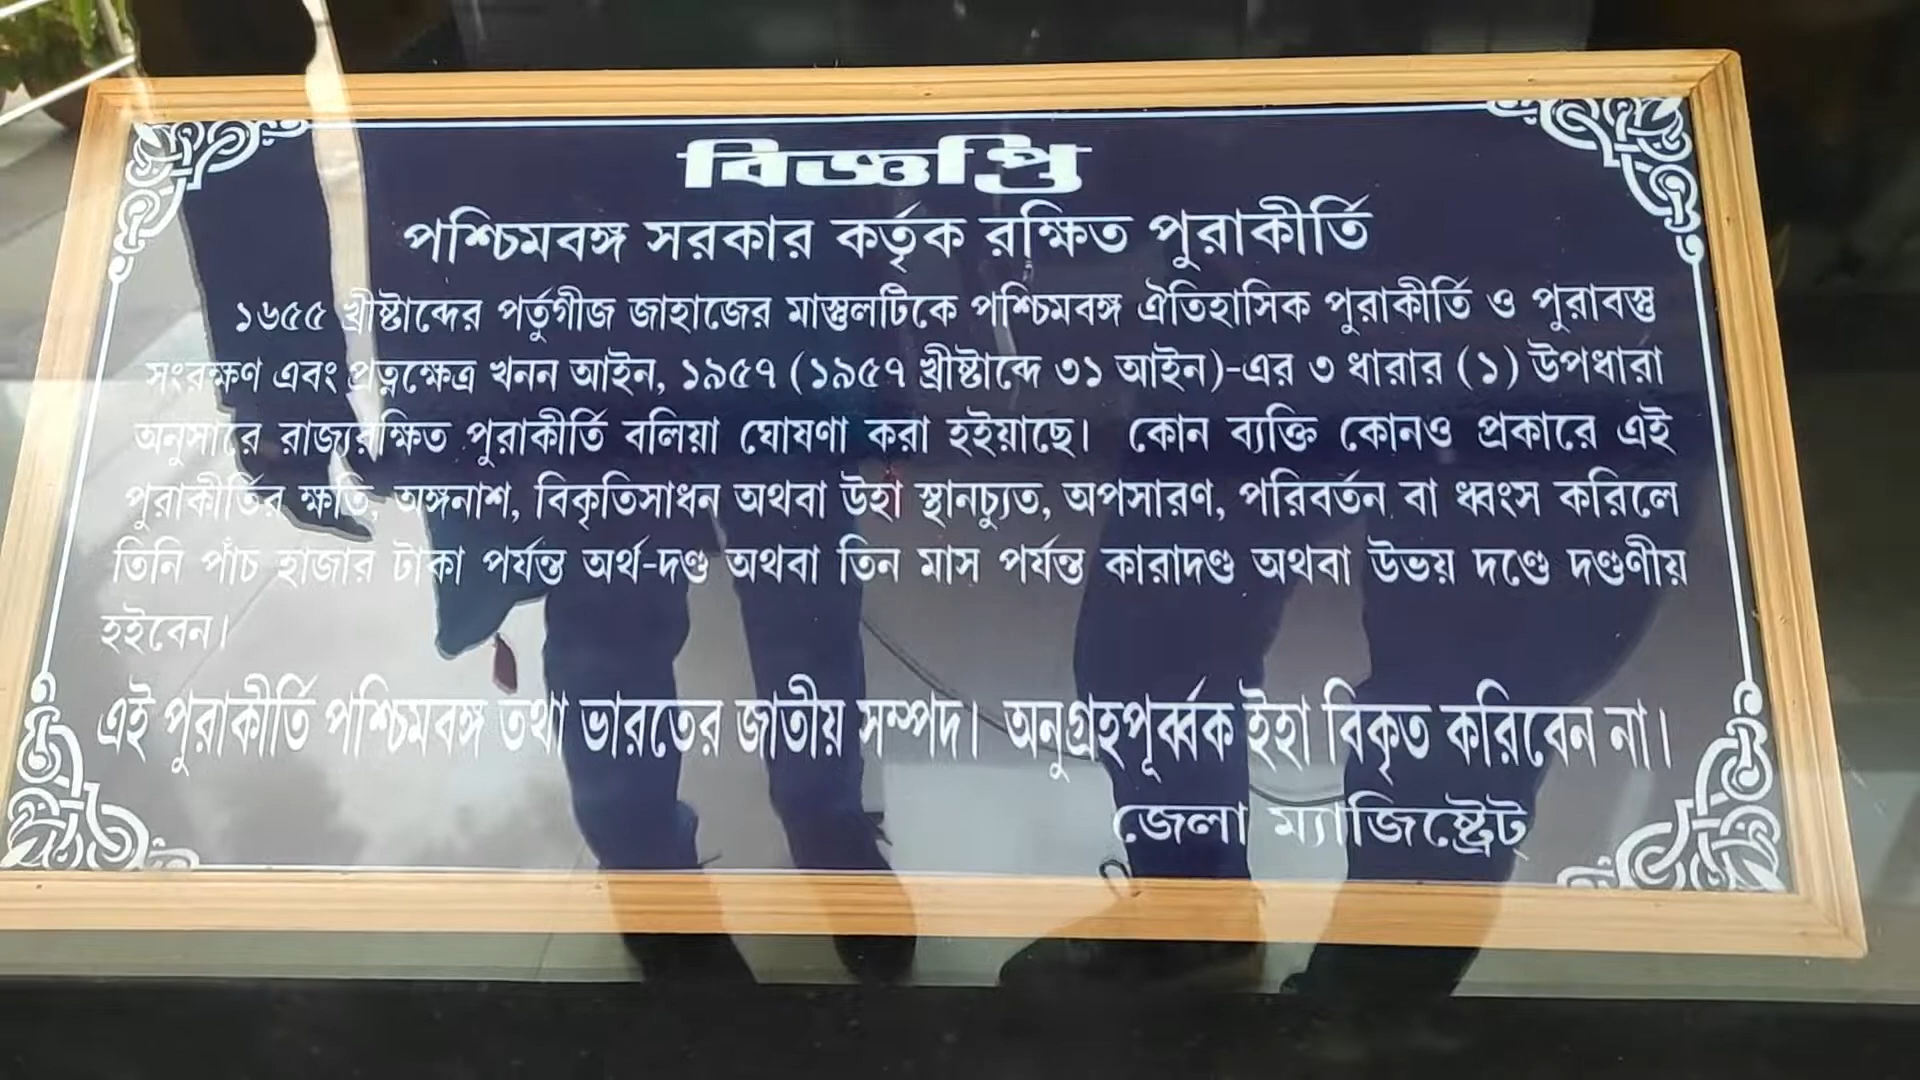 বিজ্ঞপ্তি
পশ্চিমবঙ্গ সরকার কর্তৃক রক্ষিত পুরাকীর্তি
১৬৫৫ খ্রীষ্টাব্দের পর্তুগীজ জাহাজের মাস্তুলটিকে পশ্চিমবঙ্গ ঐতিহাসিক পুরাকীর্তি ও পুরাবস্তু
সংরক্ষণ এবং প্রত্নক্ষেত্র খনন আইন, ১৯৫৭ (১৯৫৭ খ্রীষ্টাব্দে ৩১ আইন)-এর ৩ ধারার (১) উপধারা
অনুসারে রাজ্যরক্ষিত পুরাকীর্তি বলিয়া ঘোষণা করা হইয়াছে। কোন ব্যক্তি কোনও প্রকারে এই
পুরাকীর্তির ক্ষতি, অঙ্গনাশ, বিকৃতিসাধন অথবা উহা স্থানচ্যুত, অপসারণ, পরিবর্তন বা ধ্বংস করিলে
তিনি পাঁচ হাজার টাকা পর্যন্ত অর্থ-দণ্ড অথবা তিন মাস পর্যন্ত কারাদণ্ড অথবা উভয় দণ্ডে দণ্ডণীয়
হইবেন।
এই পুরাকীর্তি পশ্চিমবঙ্গ তথা ভারতের জাতীয় সম্পদ। অনুগ্রহপূর্ব্বক ইহা বিকৃত করিবেন না।
জেলা ম্যাজিষ্ট্রেট্